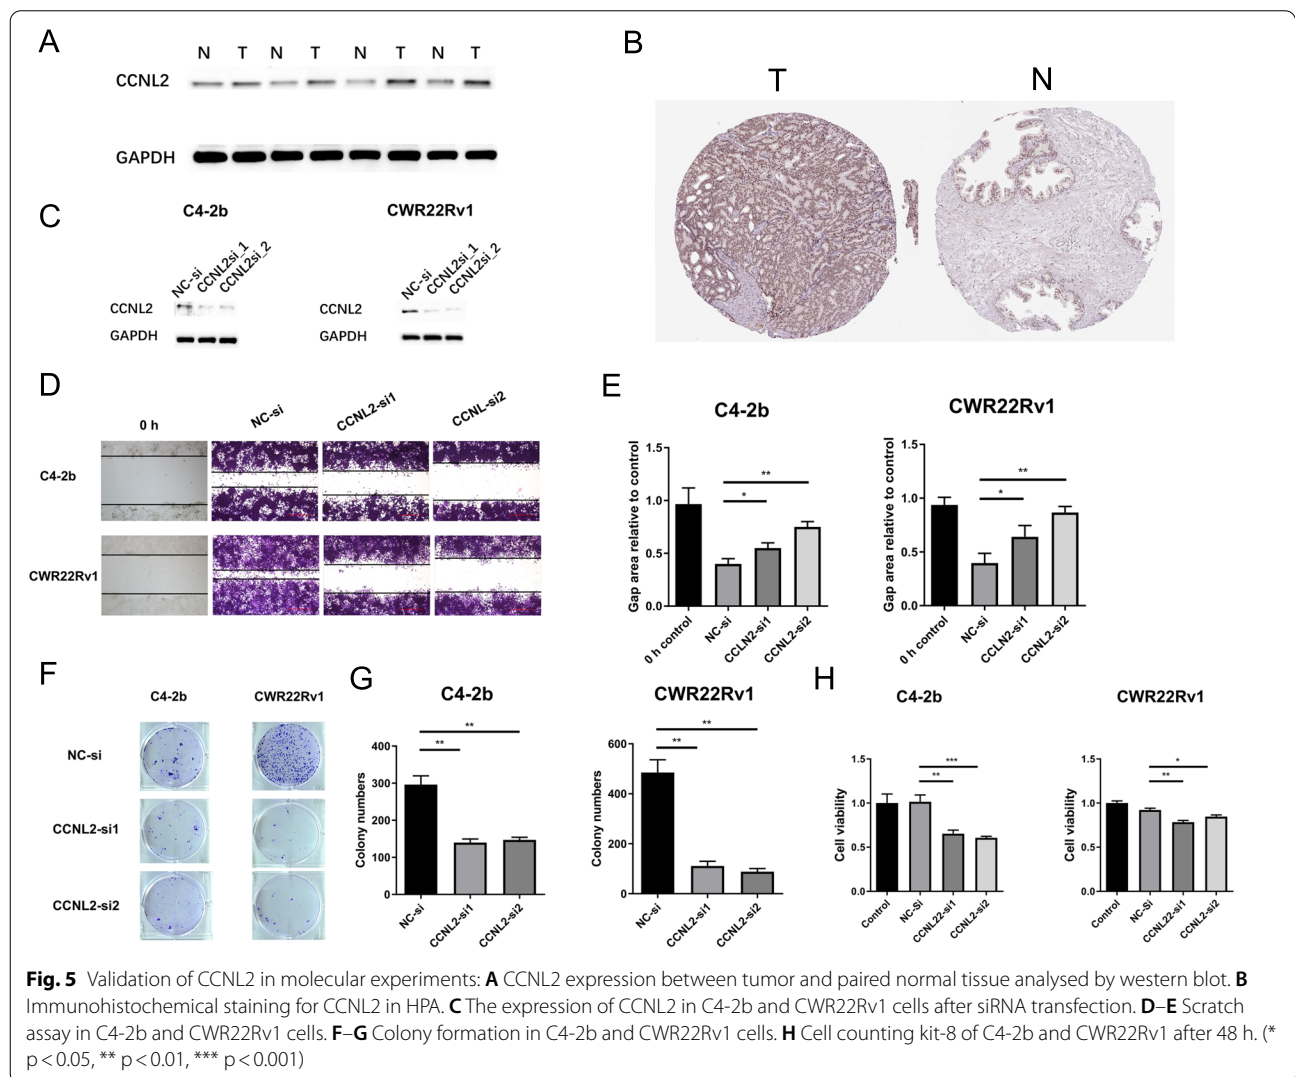 A
N T N T N T N T
CCNL2
GAPDH
B
T N
C
C4-2b CWR22Rv1
NC-si CCNL2si_1 CCNL2si_2
NC-si CCNL2si_1 CCNL2si_2
CCNL2 CCNL2
GAPDH GAPDH
D
0 h NC-si CCNL2-si1 CCNL-si2
C4-2b
CWR22Rv1
E
C4-2b
Gap area relative to control
1.5
1.0
0.5
0.0
**
*
0 h control NC-si CCLN2-si1 CCNL2-si2
CWR22Rv1
Gap area relative to control
1.5
1.0
0.5
0.0
**
*
0 h control NC-si CCLN2-si1 CCNL2-si2
F
C4-2b CWR22Rv1
NC-si
CCNL2-si1
CCNL2-si2
G
C4-2b
Colony numbers
400
300
200
100
0
**
**
NC-si CCNL2-si1 CCNL2-si2
CWR22Rv1
Colony numbers
600
400
200
0
**
**
NC-si CCNL2-si1 CCNL2-si2
H
C4-2b
Cell viability
1.5
1.0
0.5
0.0
***
**
Control NC-Si CCNL22-si1 CCNL2-si2
CWR22Rv1
Cell viability
1.5
1.0
0.5
0.0
*
**
Control NC-Si CCNL22-si1 CCNL2-si2
Fig. 5 Validation of CCNL2 in molecular experiments: A CCNL2 expression between tumor and paired normal tissue analysed by western blot. B
Immunohistochemical staining for CCNL2 in HPA. C The expression of CCNL2 in C4-2b and CWR22Rv1 cells after siRNA transfection. D–E Scratch
assay in C4-2b and CWR22Rv1 cells. F–G Colony formation in C4-2b and CWR22Rv1 cells. H Cell counting kit-8 of C4-2b and CWR22Rv1 after 48 h. (*
p < 0.05, ** p < 0.01, *** p < 0.001)